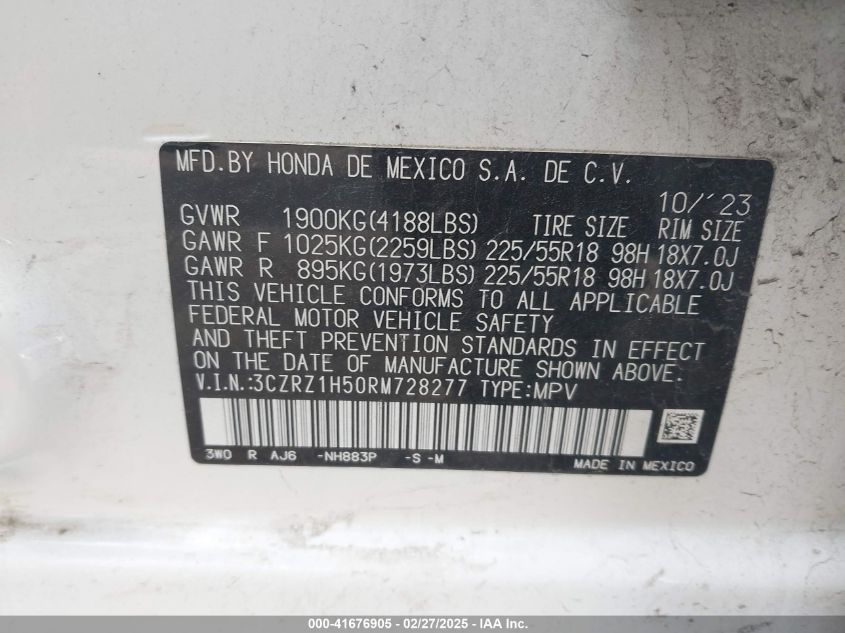 MFD.BY HONDA DE MEXICO S.A. DE C.V.
10/´23
GVWR 1900KG(4188LBS) TIRE SIZE RIM SIZE
GAWR F 1025KG(2259LBS) 225/55R18 98H 18X7.0J
GAWR R 895KG(1973LBS) 225/55R18 98H 18X7.0J
THIS VEHICLE CONFORMS TO ALL APPLICABLE
FEDERAL MOTOR VEHICLE SAFETY
AND THEFT PREVENTION STANDARDS IN EFFECT
ON THE DATE OF MANUFACTURE SHOWN ABOVE.
V.I.N.:3CZRZ1H50RM728277 TYPE:MPV
3W0 R AJ6 -NH883P -S -M
MADE IN MEXICO
000-41676905 - 02/27/2025 - IAA Inc.